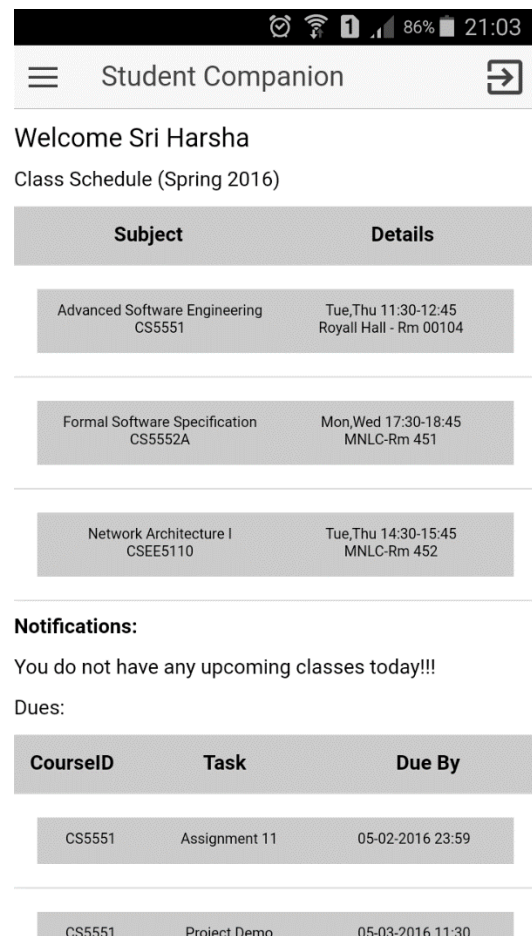 1 86% 21:03
Student Companion
Welcome Sri Harsha
Class Schedule (Spring 2016)
Subject Details
Advanced Software Engineering Tue,Thu 11:30-12:45
CS5551 Royall Hall - Rm 00104
Formal Software Specification Mon,Wed 17:30-18:45
CS5552A MNLC-Rm 451
Network Architecture I Tue,Thu 14:30-15:45
CSEE5110 MNLC-Rm 452
Notifications:
You do not have any upcoming classes today!!!
Dues:
CourseID Task Due By
CS5551 Assignment 11 05-02-2016 23:59
CS5551 Project Demo 05-03-2016 11:30